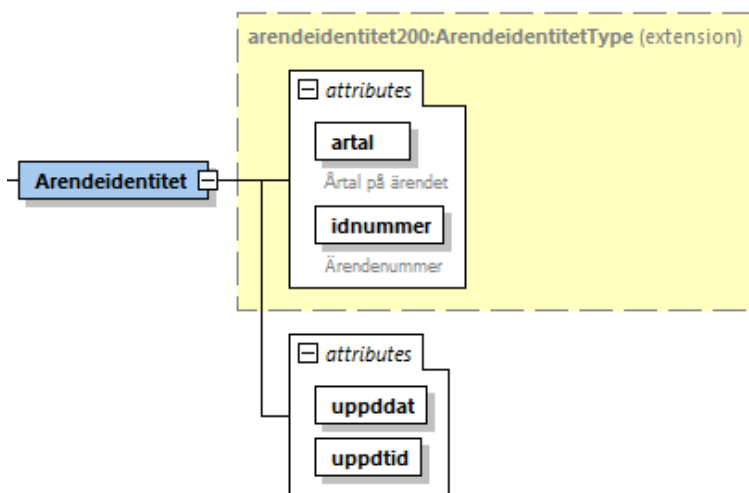 arendeidentitet200:ArendeidentitetType (extension)
attributes
artal
Årtal på ärendet
Arendeidentitet
idnummer
Ärendenummer
attributes
uppddat
uppdtid